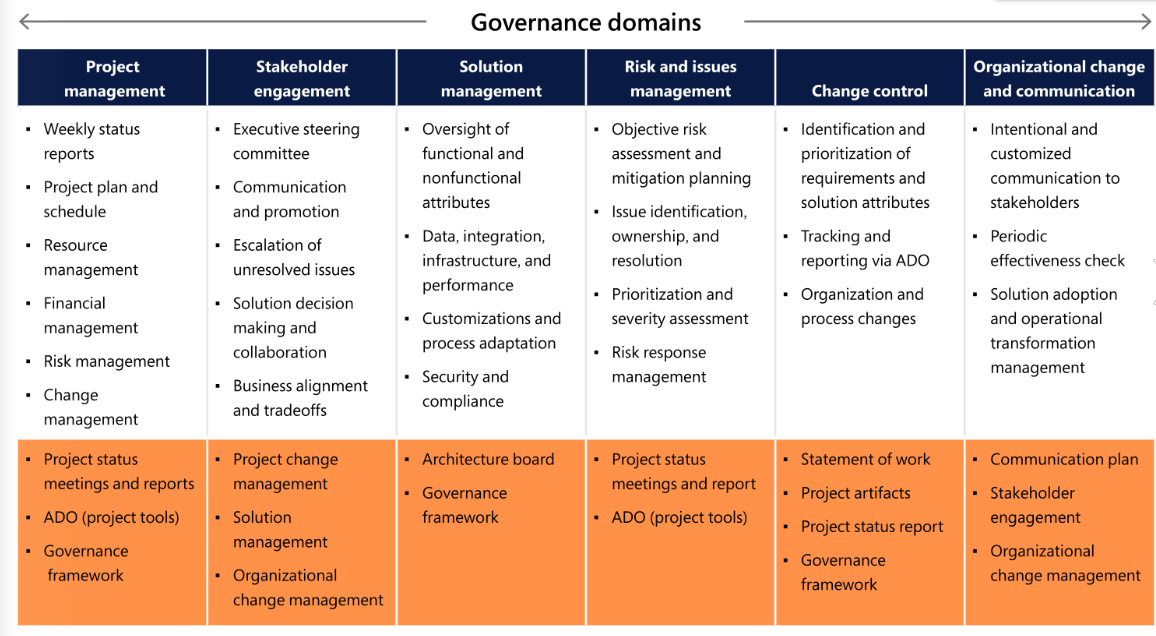 Governance domains
Project
management
Stakeholder
engagement
Solution
management
Risk and issues
management
Change control
Organizational change
and communication
▪ Weekly status
reports
▪ Project plan and
schedule
▪ Resource
management
▪ Financial
management
▪ Risk management
▪ Change
management
▪ Executive steering
committee
▪ Communication
and promotion
▪ Escalation of
unresolved issues
▪ Solution decision
making and
collaboration
▪ Business alignment
and tradeoffs
▪ Oversight of
functional and
nonfunctional
attributes
▪ Data, integration,
infrastructure, and
performance
▪ Customizations and
process adaptation
▪ Security and
compliance
▪ Objective risk
assessment and
mitigation planning
▪ Issue identification,
ownership, and
resolution
▪ Prioritization and
severity assessment
▪ Risk response
management
▪ Identification and
prioritization of
requirements and
solution attributes
▪ Tracking and
reporting via ADO
▪ Organization and
process changes
▪ Intentional and
customized
communication to
stakeholders
▪ Periodic
effectiveness check
▪ Solution adoption
and operational
transformation
management
▪ Project status
meetings and reports
▪ ADO (project tools)
▪ Governance
framework
▪ Project change
management
▪ Solution
management
▪ Organizational
change management
▪ Architecture board
▪ Governance
framework
▪ Project status
meetings and report
▪ ADO (project tools)
▪ Statement of work
▪ Project artifacts
▪ Project status report
▪ Governance
framework
▪ Communication plan
▪ Stakeholder
engagement
▪ Organizational
change management